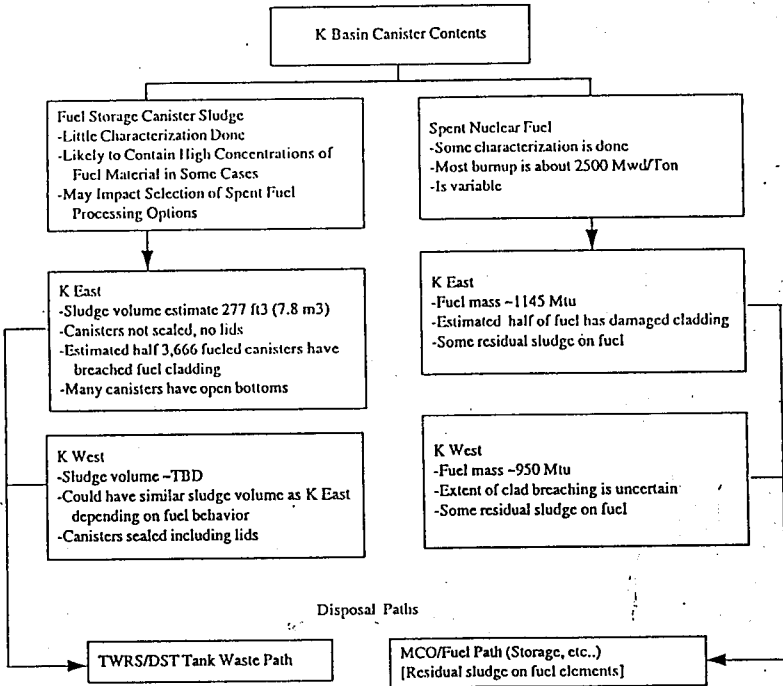 K Basin Canister Contents
Fuel Storage Canister Sludge
-Little Characterization Done
-Likely to Contain High Concentrations of
Fuel Material in Some Cases
-May Impact Selection of Spent Fuel
Processing Options
Spent Nuclear Fuel
-Some characterization is done
-Most burnup is about 2500 Mwd/Ton
-Is variable
K East
-Sludge volume estimate 277 ft3 (7.8 m3)
-Canisters not sealed, no lids
-Estimated half 3,666 fueled canisters have
breached fuel cladding
-Many canisters have open bottoms
K East
-Fuel mass ~1145 Mtu
-Estimated half of fuel has damaged cladding
-Some residual sludge on fuel
K West
-Sludge volume ~TBD
-Could have similar sludge volume as K East
depending on fuel behavior
-Canisters sealed including lids
K West
-Fuel mass ~950 Mtu
-Extent of clad breaching is uncertain
-Some residual sludge on fuel
Disposal Paths
TWRS/DST Tank Waste Path
MCO/Fuel Path (Storage, etc..)
[Residual sludge on fuel elements]